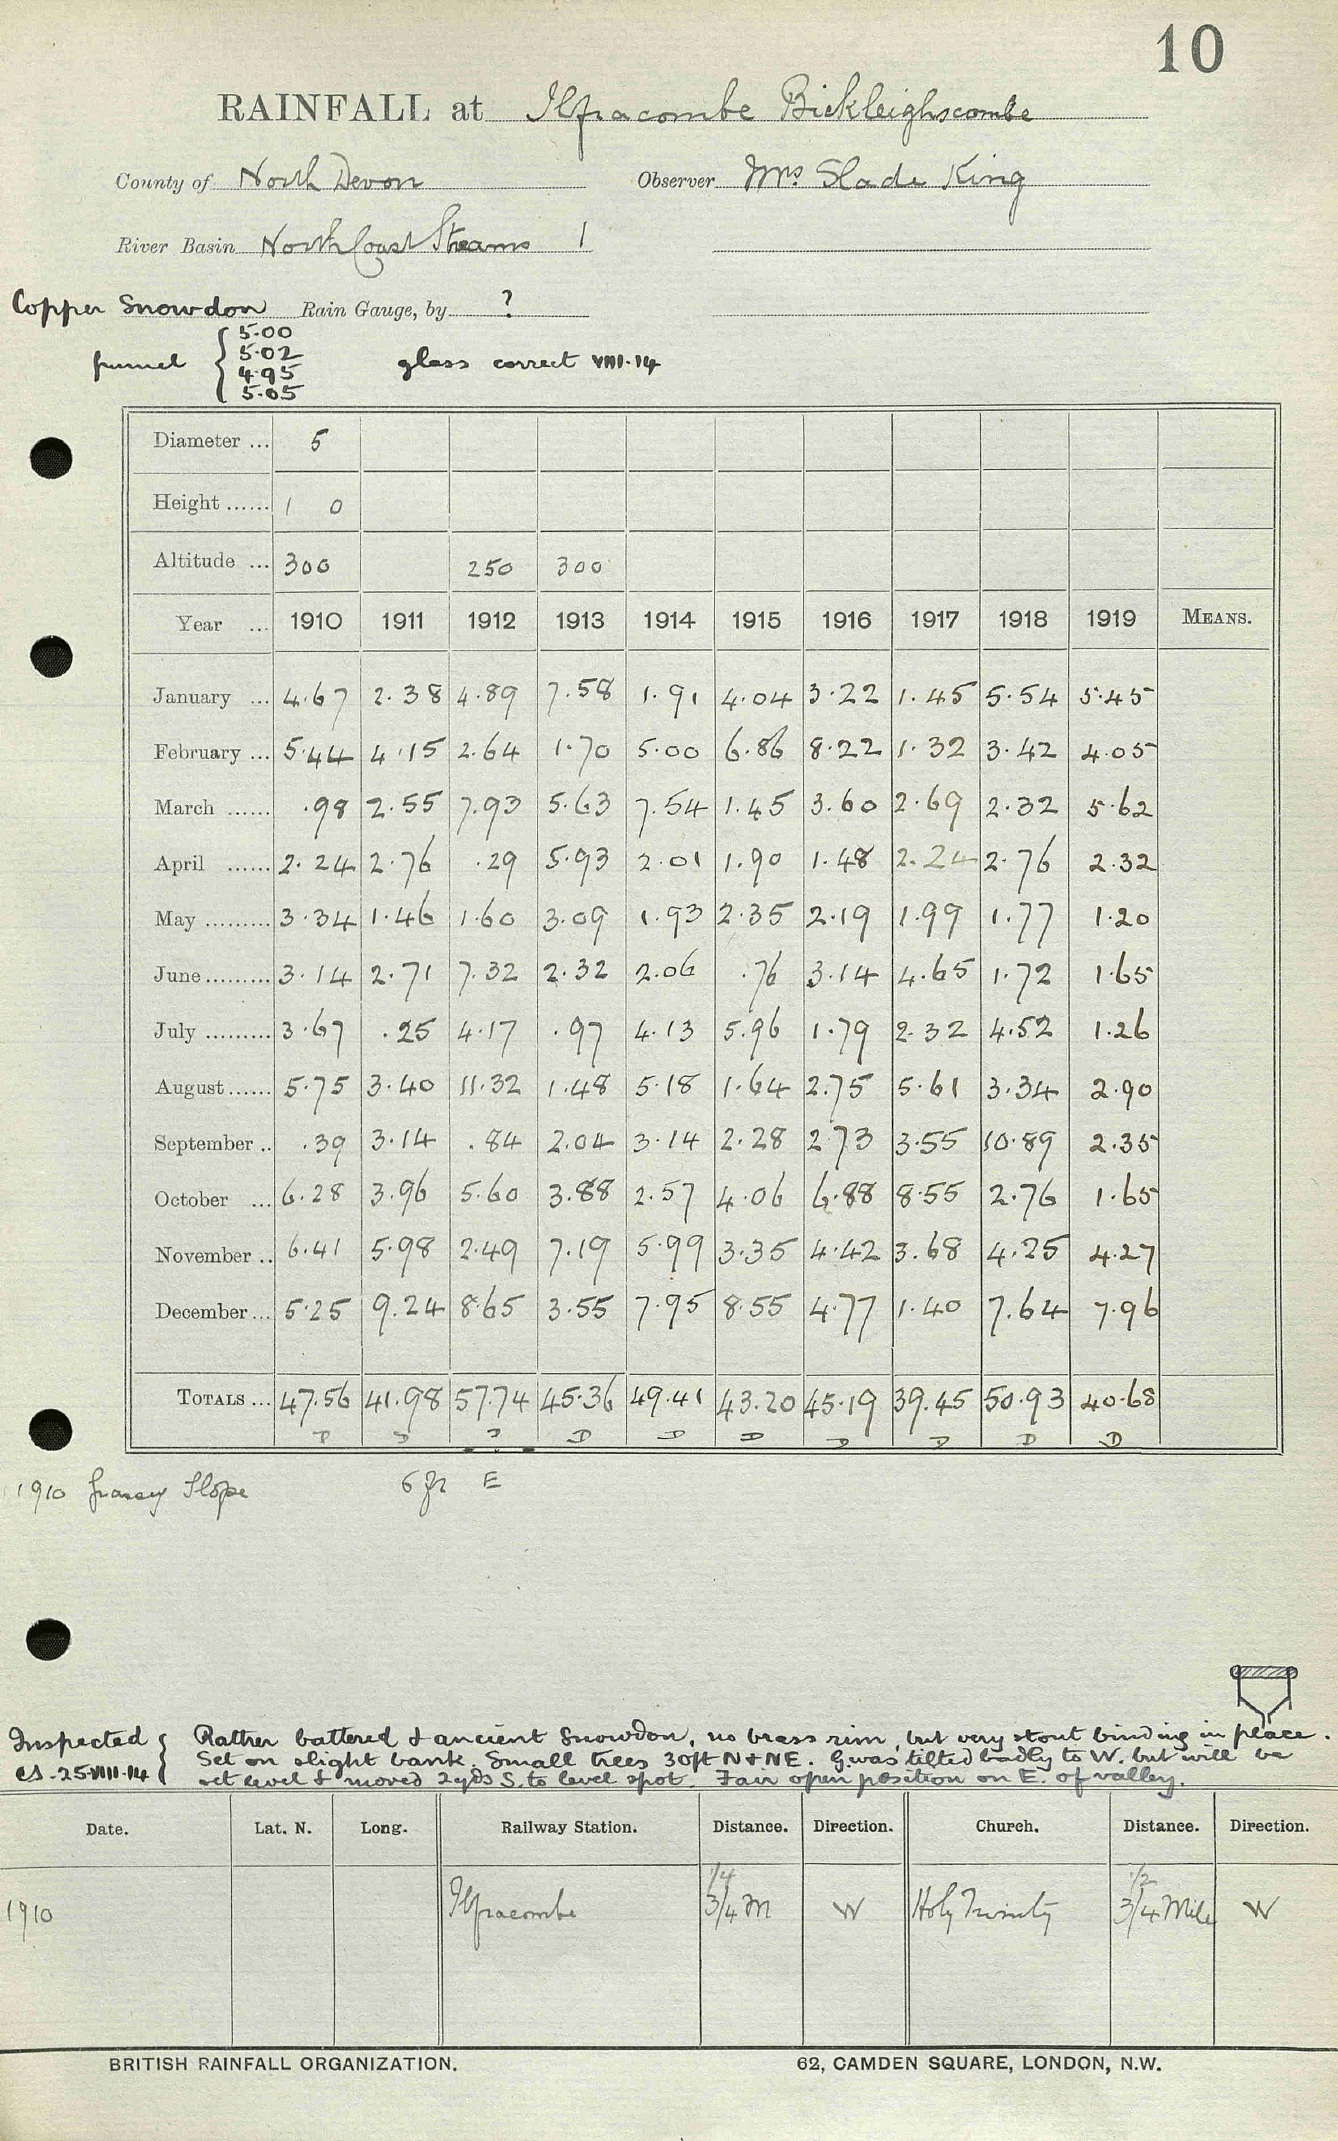 10
RAINFALL at Ilfracombe Bickleighscombe
County of North Devon Observer Mrs Slade King
River Basin North Coast Streams 1
Copper Snowdon Rain Gauge, by ?
funnel { 5.00 5.02 4.95 5.05 glass correct VIII.14
Diameter ... 5
Height ...... 1 0
Altitude ... 300 250 300
Year ... 1910 1911 1912 1913 1914 1915 1916 1917 1918 1919 MEANS.
January ... 4.67 2.38 4.89 7.58 1.91 4.04 3.22 1.45 5.54 5.45
February ... 5.44 4.15 2.64 1.70 5.00 6.86 8.22 1.32 3.42 4.05
March ...... .98 2.55 7.93 5.63 7.54 1.45 3.60 2.69 2.32 5.62
April ...... 2.24 2.76 .29 5.93 2.01 1.90 1.48 2.24 2.76 2.32
May ......... 3.34 1.46 1.60 3.09 1.93 2.35 2.19 1.99 1.77 1.20
June ......... 3.14 2.71 7.32 2.32 2.06 .76 3.14 4.65 1.72 1.65
July ......... 3.67 .25 4.17 .97 4.13 5.96 1.79 2.32 4.52 1.26
August ...... 5.75 3.40 11.32 1.48 5.18 1.64 2.75 5.61 3.34 2.90
September .. .39 3.14 .84 2.04 3.14 2.28 2.73 3.55 10.89 2.35
October ... 6.28 3.96 5.60 3.88 2.57 4.06 6.88 8.55 2.76 1.65
November .. 6.41 5.98 2.49 7.19 5.99 3.35 4.42 3.68 4.25 4.27
December ... 5.25 9.24 8.65 3.55 7.95 8.55 4.77 1.40 7.64 7.96
TOTALS ... 47.56 41.98 57.74 45.36 49.41 43.20 45.19 39.45 50.93 40.68
D D D D D D D D D D
1910 Grassy Slope 6 ft E
Inspected { Rather battered & ancient Snowdon, no brass rim, but very stout binding in place.
CS. 25.VIII.14 { Set on slight bank. Small trees 30ft N & NE. G. was tilted badly to W. but will be
set level & moved 2 yds S. to level spot. Fair open position on E. of valley.
Date. Lat. N. Long. Railway Station. Distance. Direction. Church. Distance. Direction.
1/4 1/2
1910 Ilfracombe 3/4 M W Holy Trinity 3/4 Mile W
BRITISH RAINFALL ORGANIZATION. 62, CAMDEN SQUARE, LONDON, N.W.